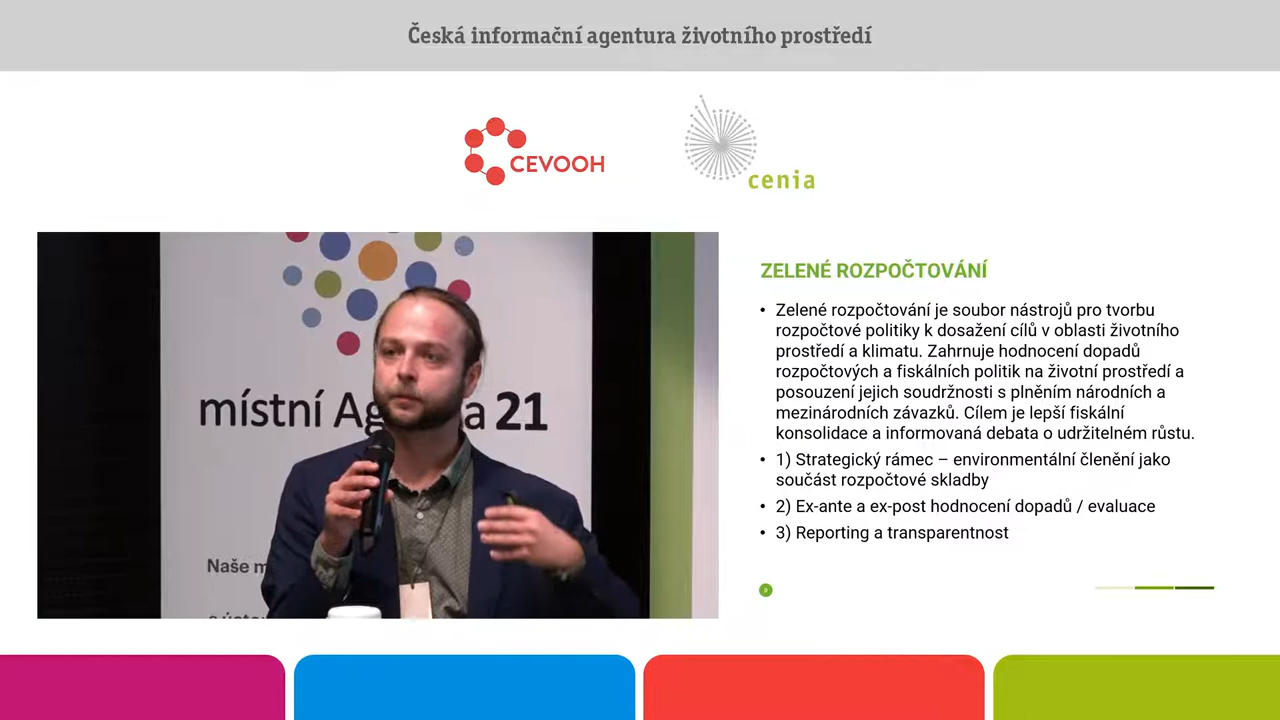 Česká informační agentura životního prostředí
CEVOOH
cenia
místní Ag a 21
Naše m
ZELENÉ ROZPOČTOVÁNÍ
• Zelené rozpočtování je soubor nástrojů pro tvorbu
rozpočtové politiky k dosažení cílů v oblasti životního
prostředí a klimatu. Zahrnuje hodnocení dopadů
rozpočtových a fiskálních politik na životní prostředí a
posouzení jejich soudržnosti s plněním národních a
mezinárodních závazků. Cílem je lepší fiskální
konsolidace a informovaná debata o udržitelném růstu.
• 1) Strategický rámec – environmentální členění jako
součást rozpočtové skladby
• 2) Ex-ante a ex-post hodnocení dopadů / evaluace
• 3) Reporting a transparentnost